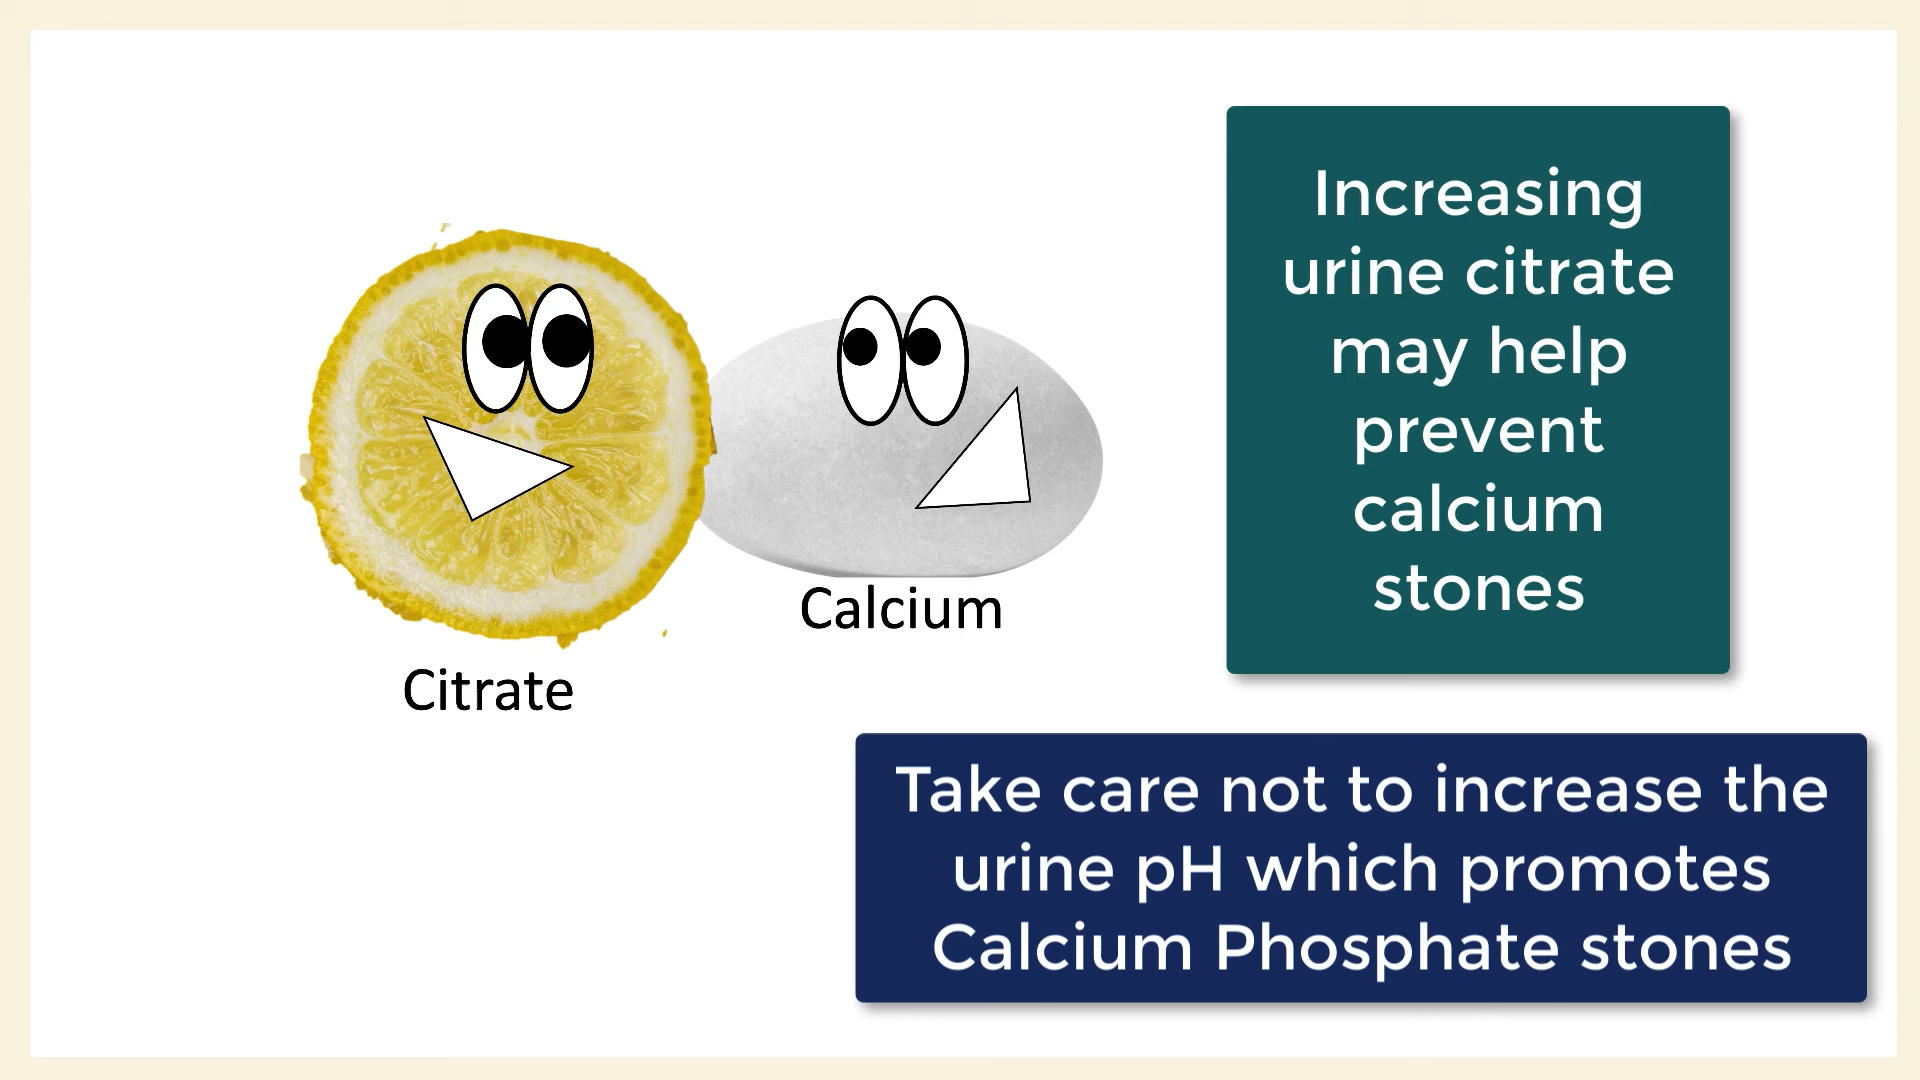 Increasing
urine citrate
may help
prevent
calcium
stones
Calcium
Citrate
Take care not to increase the
urine pH which promotes
Calcium Phosphate stones